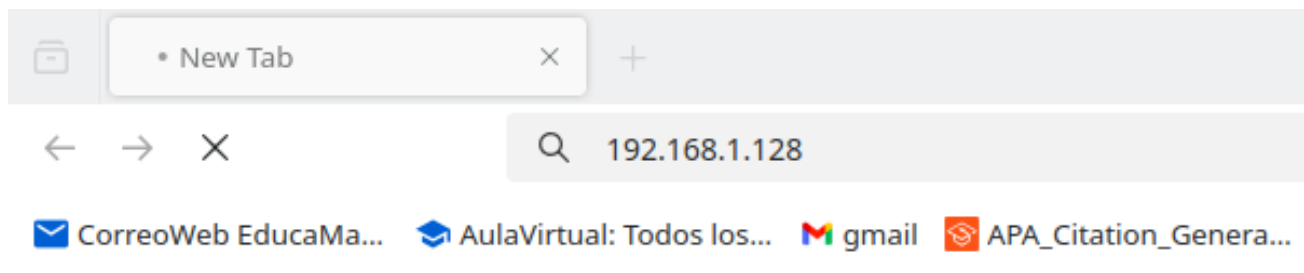 • New Tab
192.168.1.128
CorreoWeb EducaMa... AulaVirtual: Todos los... gmail APA_Citation_Genera...